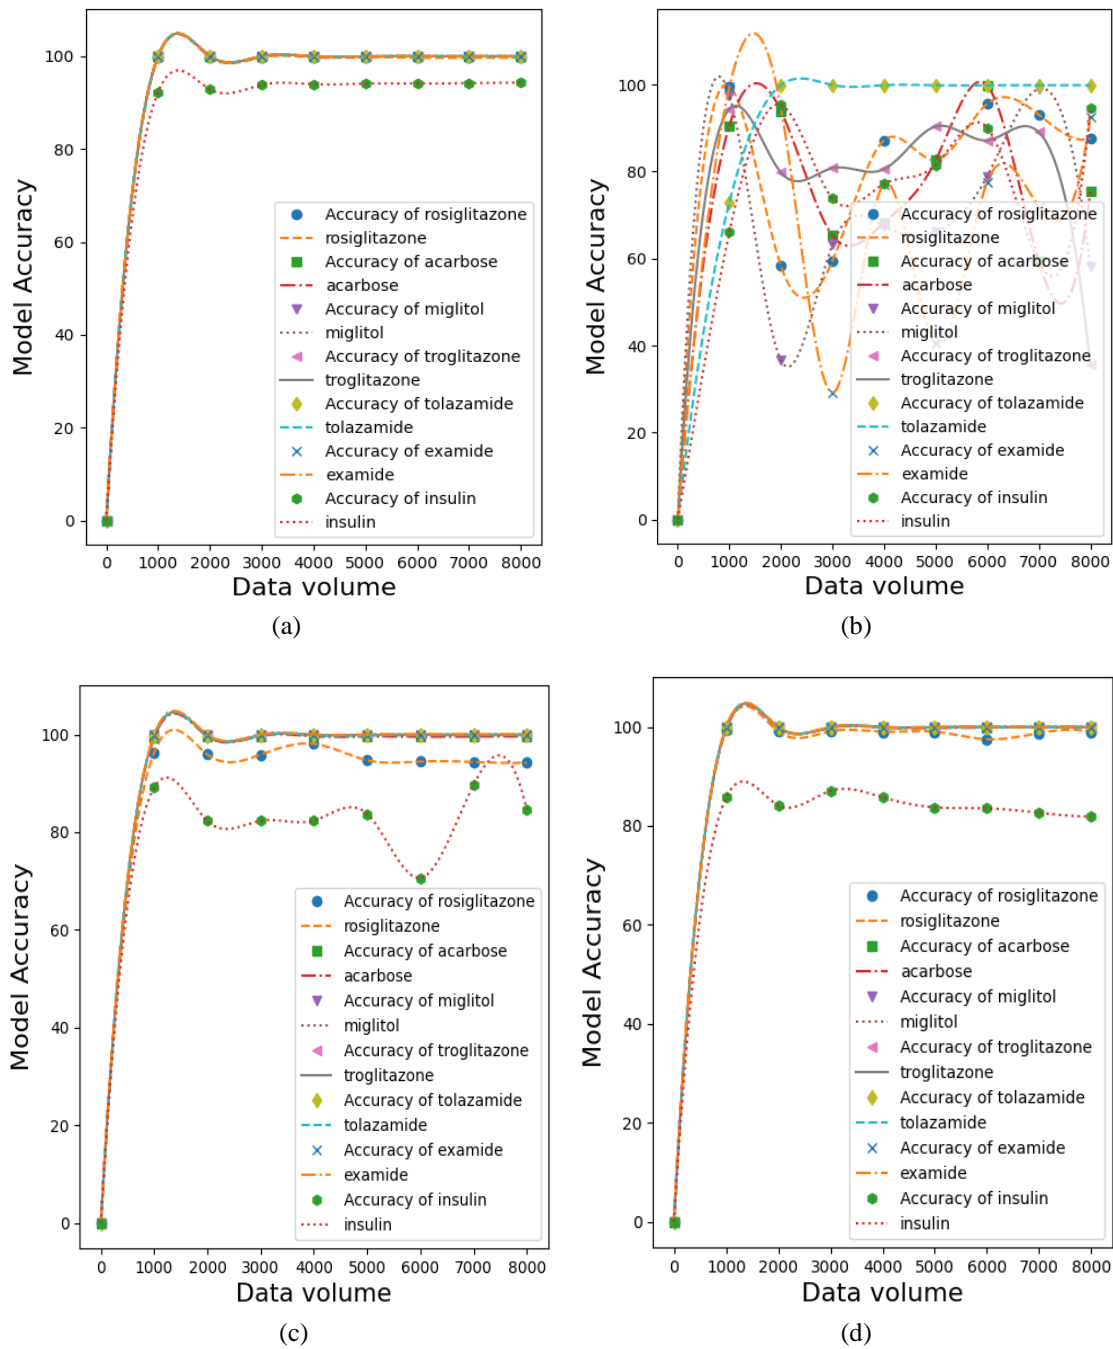 100
80
60
40
20
0
Model Accuracy
Accuracy of rosiglitazone
rosiglitazone
Accuracy of acarbose
acarbose
Accuracy of miglitol
miglitol
Accuracy of troglitazone
troglitazone
Accuracy of tolazamide
tolazamide
Accuracy of examide
examide
Accuracy of insulin
insulin
0 1000 2000 3000 4000 5000 6000 7000 8000
Data volume
(a)
100
80
60
40
20
0
Model Accuracy
Accuracy of rosiglitazone
rosiglitazone
Accuracy of acarbose
acarbose
Accuracy of miglitol
miglitol
Accuracy of troglitazone
troglitazone
Accuracy of tolazamide
tolazamide
Accuracy of examide
examide
Accuracy of insulin
insulin
0 1000 2000 3000 4000 5000 6000 7000 8000
Data volume
(b)
100
80
60
40
20
0
Model Accuracy
Accuracy of rosiglitazone
rosiglitazone
Accuracy of acarbose
acarbose
Accuracy of miglitol
miglitol
Accuracy of troglitazone
troglitazone
Accuracy of tolazamide
tolazamide
Accuracy of examide
examide
Accuracy of insulin
insulin
0 1000 2000 3000 4000 5000 6000 7000 8000
Data volume
(c)
100
80
60
40
20
0
Model Accuracy
Accuracy of rosiglitazone
rosiglitazone
Accuracy of acarbose
acarbose
Accuracy of miglitol
miglitol
Accuracy of troglitazone
troglitazone
Accuracy of tolazamide
tolazamide
Accuracy of examide
examide
Accuracy of insulin
insulin
0 1000 2000 3000 4000 5000 6000 7000 8000
Data volume
(d)